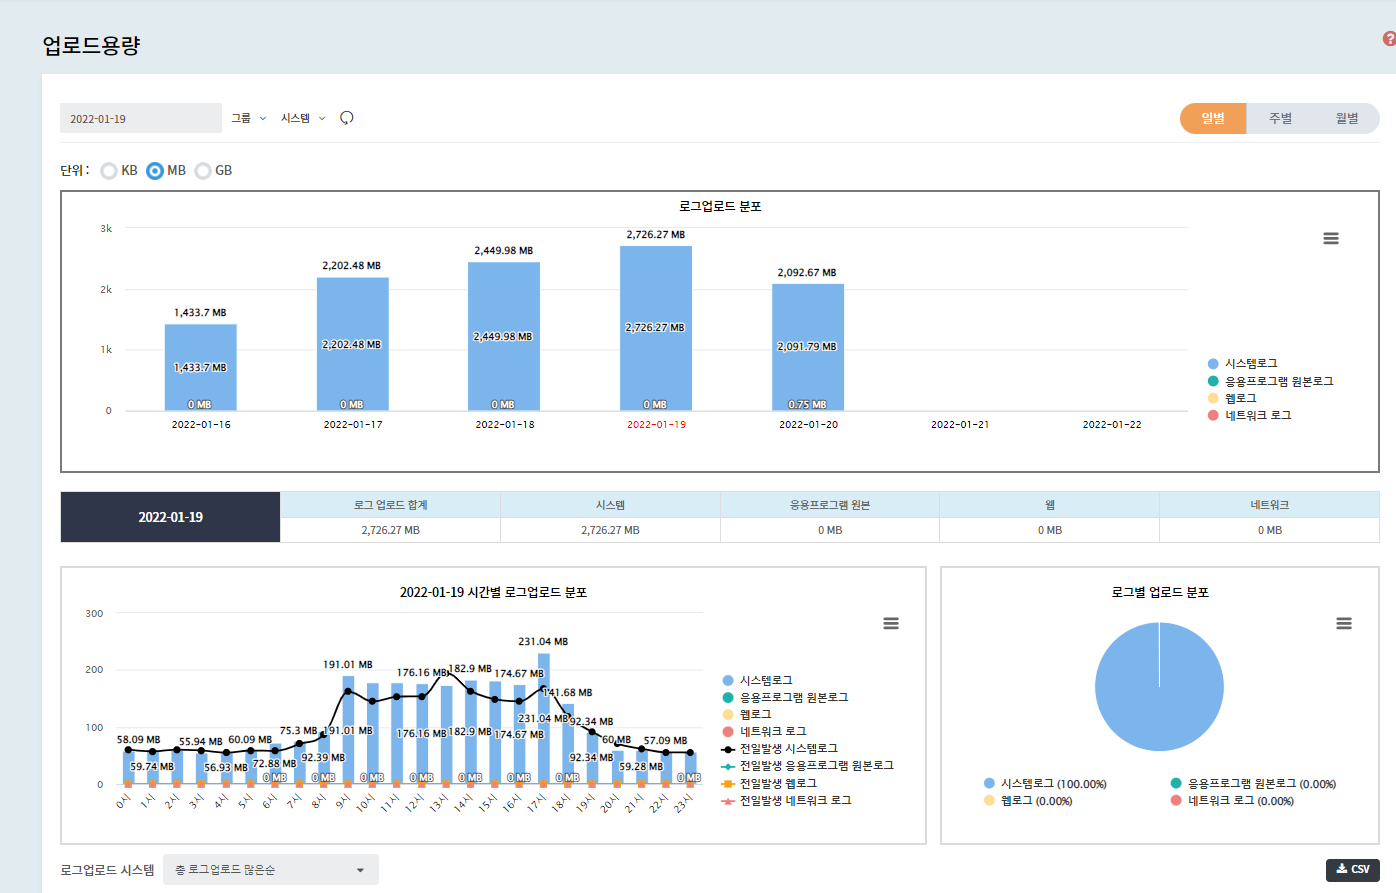 업로드용량
2022-01-19 그룹 시스템 일별 주별 월별
단위 : KB MB GB
로그업로드 분포
3k
2k
1k
0
1,433.7 MB
2,202.48 MB
2,449.98 MB
2,726.27 MB
2,092.67 MB
1,433.7 MB
2,202.48 MB
2,449.98 MB
2,726.27 MB
2,091.79 MB
0 MB 0 MB 0 MB 0 MB 0.75 MB
2022-01-16 2022-01-17 2022-01-18 2022-01-19 2022-01-20 2022-01-21 2022-01-22
시스템로그
응용프로그램 원본로그
웹로그
네트워크 로그
2022-01-19
로그 업로드 합계 시스템 응용프로그램 원본 웹 네트워크
2,726.27 MB 2,726.27 MB 0 MB 0 MB 0 MB
2022-01-19 시간별 로그업로드 분포
300
200
100
0
58.09 MB
59.74 MB
55.94 MB
56.93 MB
60.09 MB
72.88 MB
75.3 MB
92.39 MB
191.01 MB
191.01 MB
176.16 MB
176.16 MB
182.9 MB
182.9 MB
174.67 MB
174.67 MB
231.04 MB
231.04 MB
141.68 MB
92.34 MB
92.34 MB
60 MB
59.28 MB
57.09 MB
0 MB 0 MB 0 MB 0 MB 0 MB 0 MB 0 MB 0 MB
0시 1시 2시 3시 4시 5시 6시 7시 8시 9시 10시 11시 12시 13시 14시 15시 16시 17시 18시 19시 20시 21시 22시 23시
시스템로그
응용프로그램 원본로그
웹로그
네트워크 로그
전일발생 시스템로그
전일발생 응용프로그램 원본로그
전일발생 웹로그
전일발생 네트워크 로그
로그별 업로드 분포
시스템로그 (100.00%) 응용프로그램 원본로그 (0.00%)
웹로그 (0.00%) 네트워크 로그 (0.00%)
로그업로드 시스템 총 로그업로드 많은순 CSV